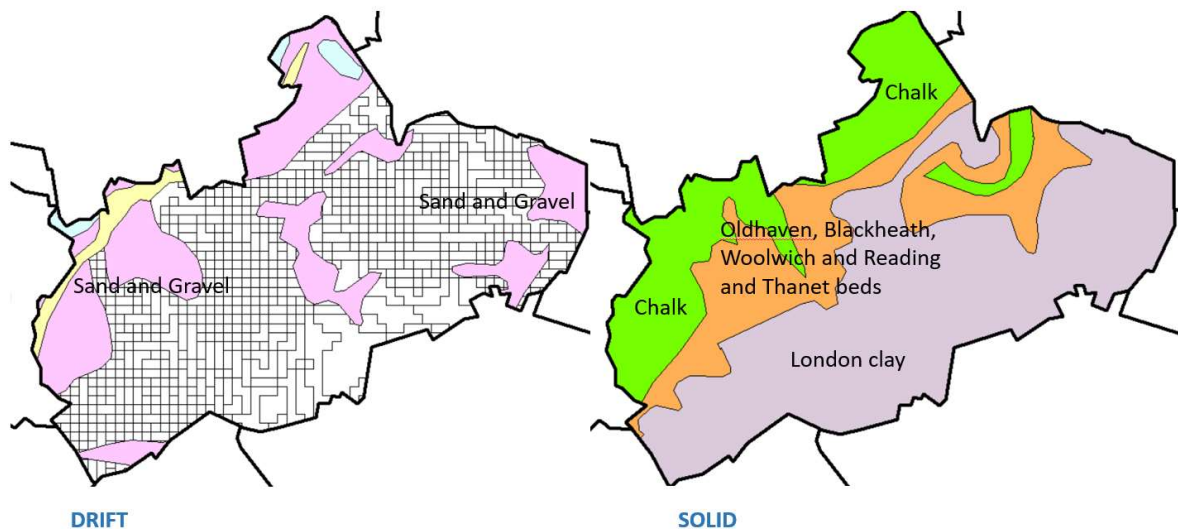 Sand and Gravel
Sand and Gravel
DRIFT
Chalk
Oldhaven, Blackheath,
Woolwich and Reading
and Thanet beds
Chalk
London clay
SOLID